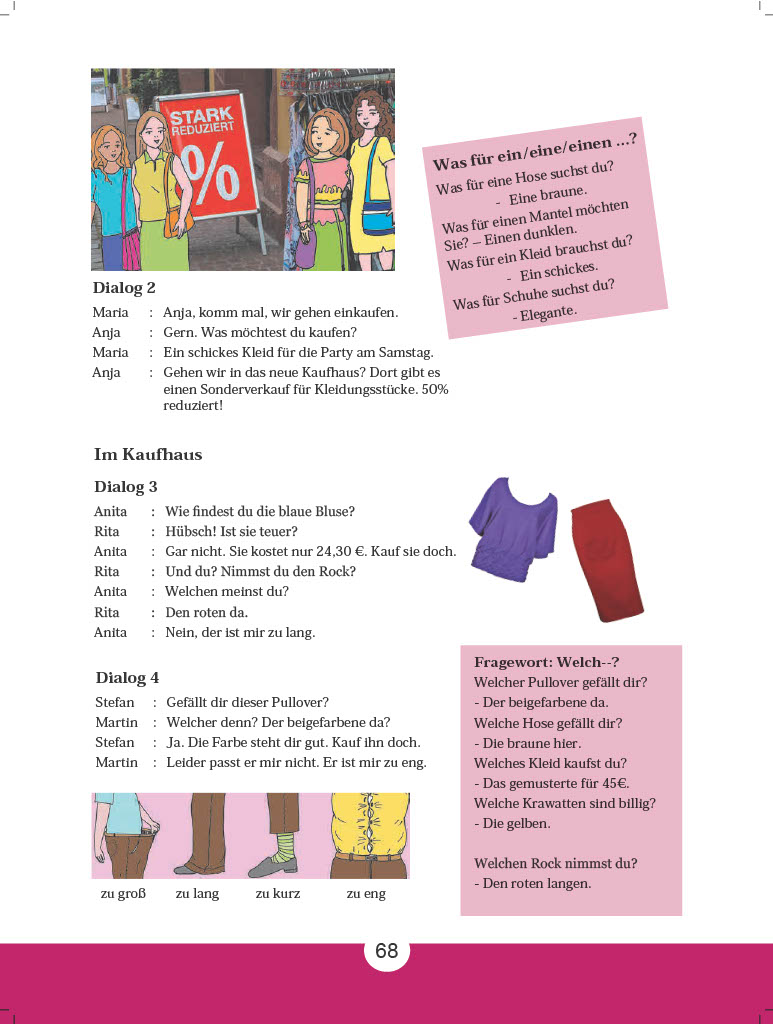 STARK
REDUZIERT
%
Was für ein/eine/einen ...?
Was für eine Hose suchst du?
- Eine braune.
Was für einen Mantel möchten
Sie? – Einen dunklen.
Was für ein Kleid brauchst du?
- Ein schickes.
Was für Schuhe suchst du?
- Elegante.
Dialog 2
Maria : Anja, komm mal, wir gehen einkaufen.
Anja : Gern. Was möchtest du kaufen?
Maria : Ein schickes Kleid für die Party am Samstag.
Anja : Gehen wir in das neue Kaufhaus? Dort gibt es
einen Sonderverkauf für Kleidungsstücke. 50%
reduziert!
Im Kaufhaus
Dialog 3
Anita : Wie findest du die blaue Bluse?
Rita : Hübsch! Ist sie teuer?
Anita : Gar nicht. Sie kostet nur 24,30 €. Kauf sie doch.
Rita : Und du? Nimmst du den Rock?
Anita : Welchen meinst du?
Rita : Den roten da.
Anita : Nein, der ist mir zu lang.
Dialog 4
Stefan : Gefällt dir dieser Pullover?
Martin : Welcher denn? Der beigefarbene da?
Stefan : Ja. Die Farbe steht dir gut. Kauf ihn doch.
Martin : Leider passt er mir nicht. Er ist mir zu eng.
zu groß zu lang zu kurz zu eng
Fragewort: Welch--?
Welcher Pullover gefällt dir?
- Der beigefarbene da.
Welche Hose gefällt dir?
- Die braune hier.
Welches Kleid kaufst du?
- Das gemusterte für 45€.
Welche Krawatten sind billig?
- Die gelben.
Welchen Rock nimmst du?
- Den roten langen.
68